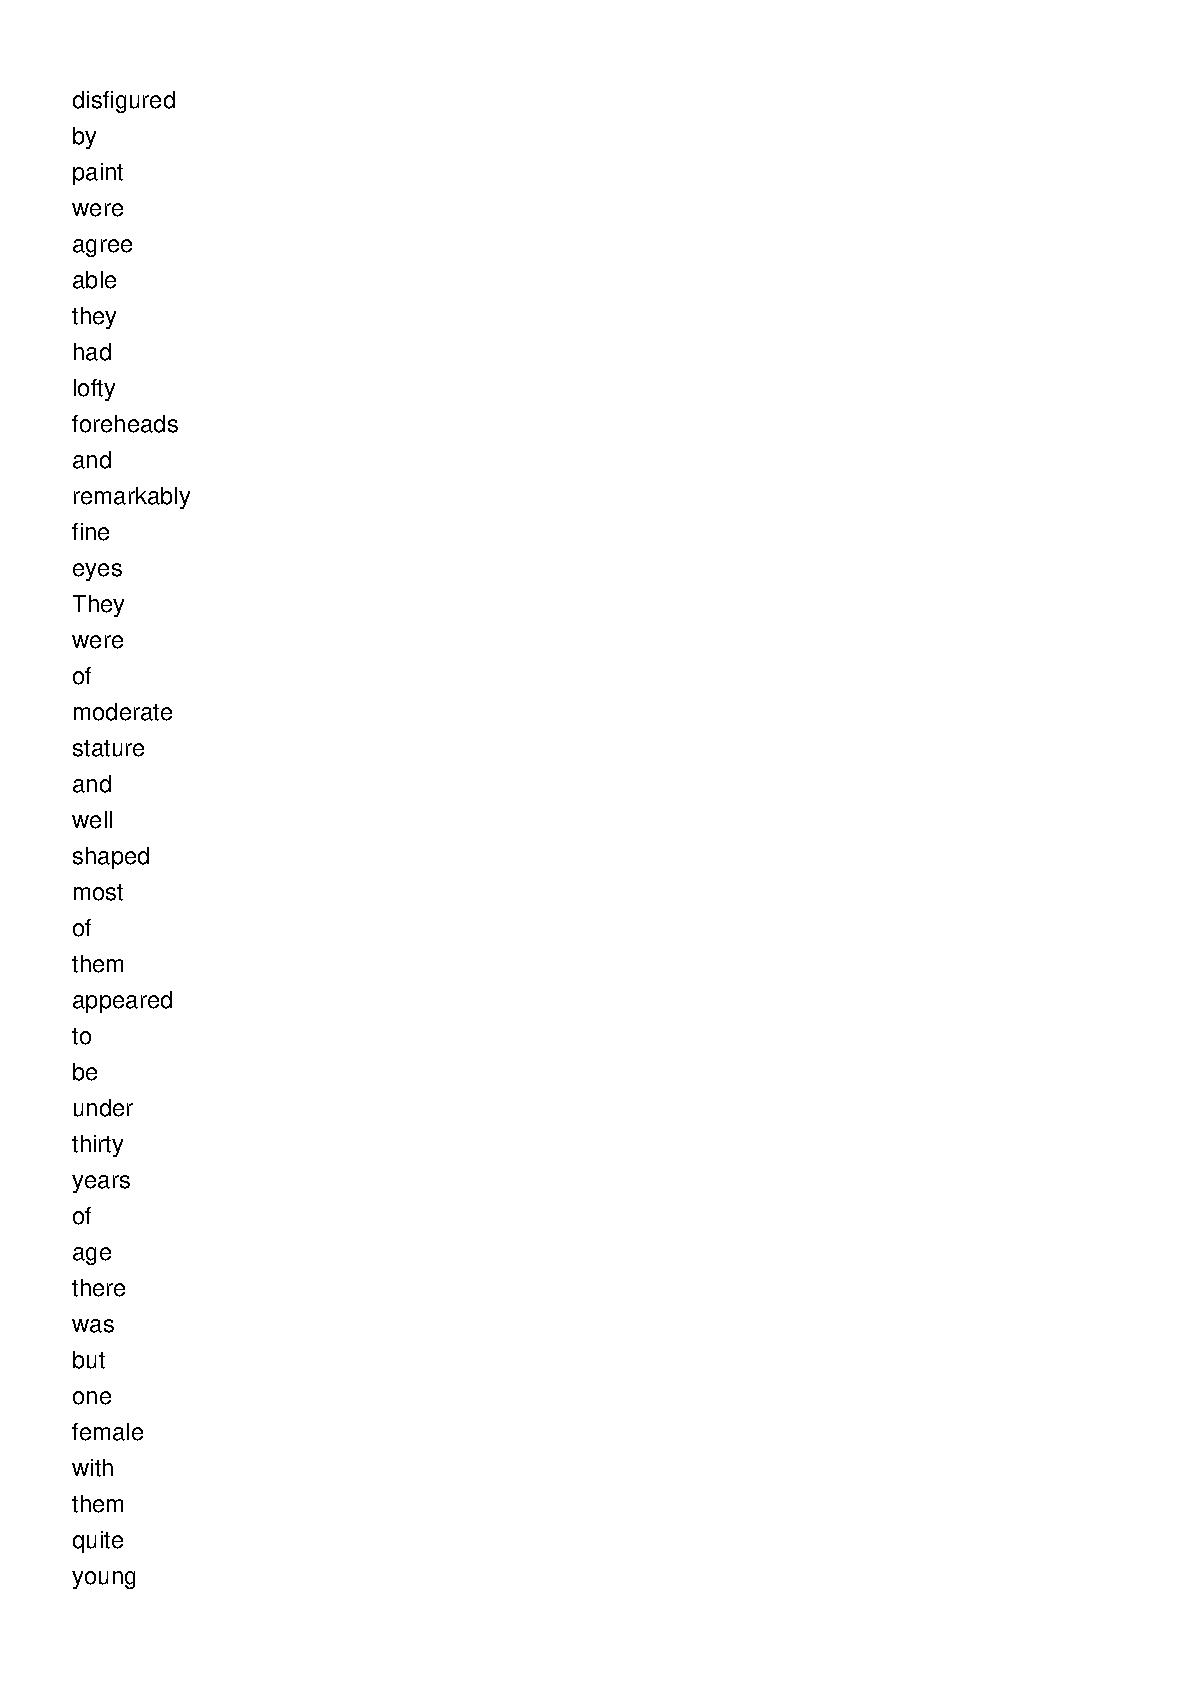 disfigured
by
paint
were
agree
able
they
had
lofty
foreheads
and
remarkably
fine
eyes
They
were
of
moderate
stature
and
well
shaped
most
of
them
appeared
to
be
under
thirty
years
of
age
there
was
but
one
female
with
them
quite
young